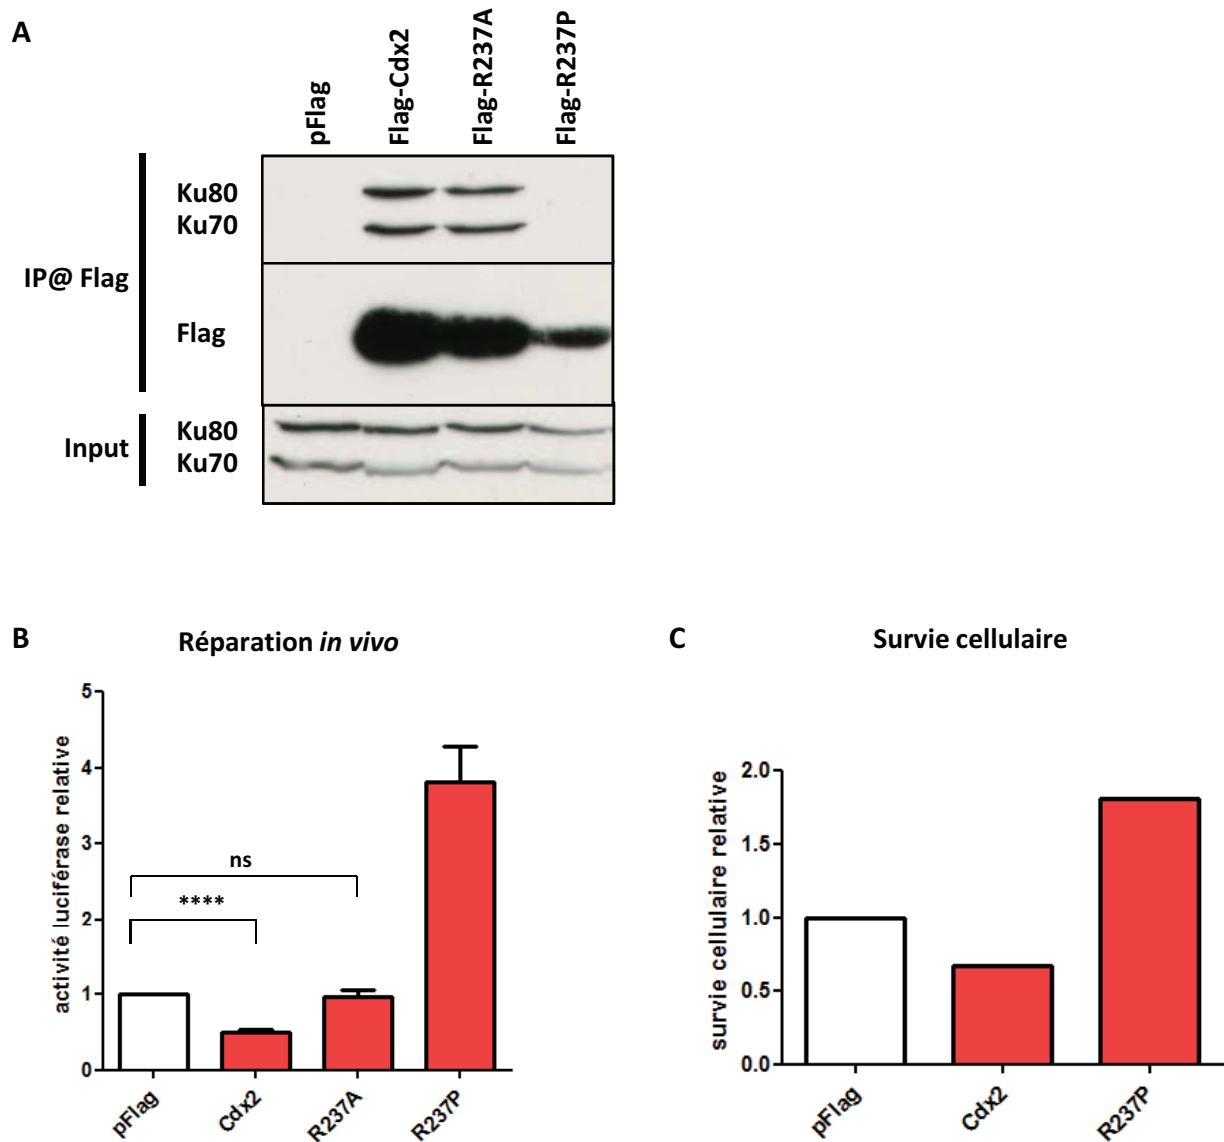 A
pFlag
Flag-Cdx2
Flag-R237A
Flag-R237P
IP@ Flag
Ku80
Ku70
Flag
Input
Ku80
Ku70
B
Réparation in vivo
activité luciférase relative
5
4
3
2
1
0
ns
****
pFlag
Cdx2
R237A
R237P
C
Survie cellulaire
survie cellulaire relative
2.0
1.5
1.0
0.5
0.0
pFlag
Cdx2
R237P